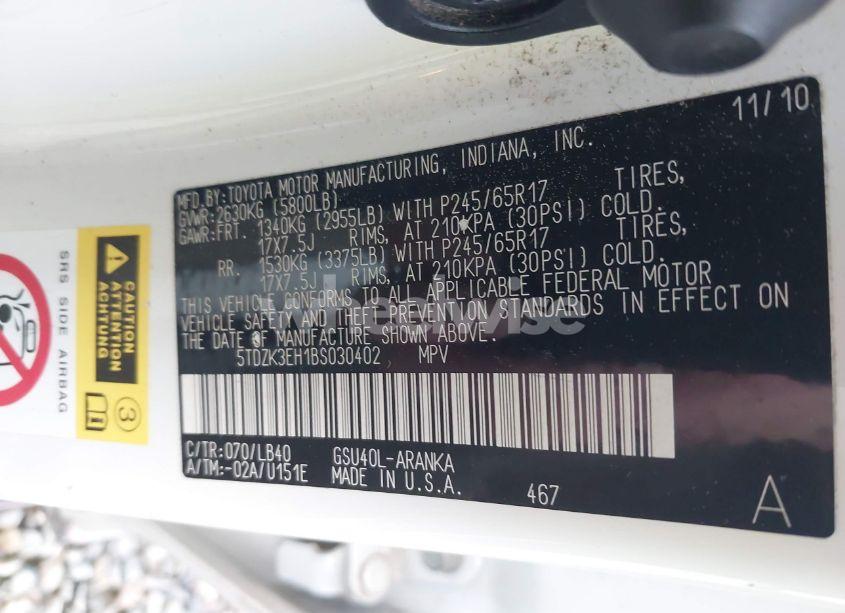 11/10
MFD.BY:TOYOTA MOTOR MANUFACTURING, INDIANA, INC.
GVWR:2630KG (5800LB)
GAWR:FRT. 1340KG (2955LB) WITH P245/65R17 TIRES,
17X7.5J RIMS, AT 210KPA (30PSI) COLD.
RR. 1530KG (3375LB) WITH P245/65R17 TIRES,
17X7.5J RIMS, AT 210KPA (30PSI) COLD.
THIS VEHICLE CONFORMS TO ALL APPLICABLE FEDERAL MOTOR
VEHICLE SAFETY AND THEFT PREVENTION STANDARDS IN EFFECT ON
THE DATE OF MANUFACTURE SHOWN ABOVE.
5TDZK3EH1BS030402 MPV
C/TR:070/LB40 GSU40L-ARANKA
A/TM:-02A/U151E MADE IN U.S.A.
467
A
CAUTION
ATTENTION
ACHTUNG
3
SRS SIDE AIRBAG